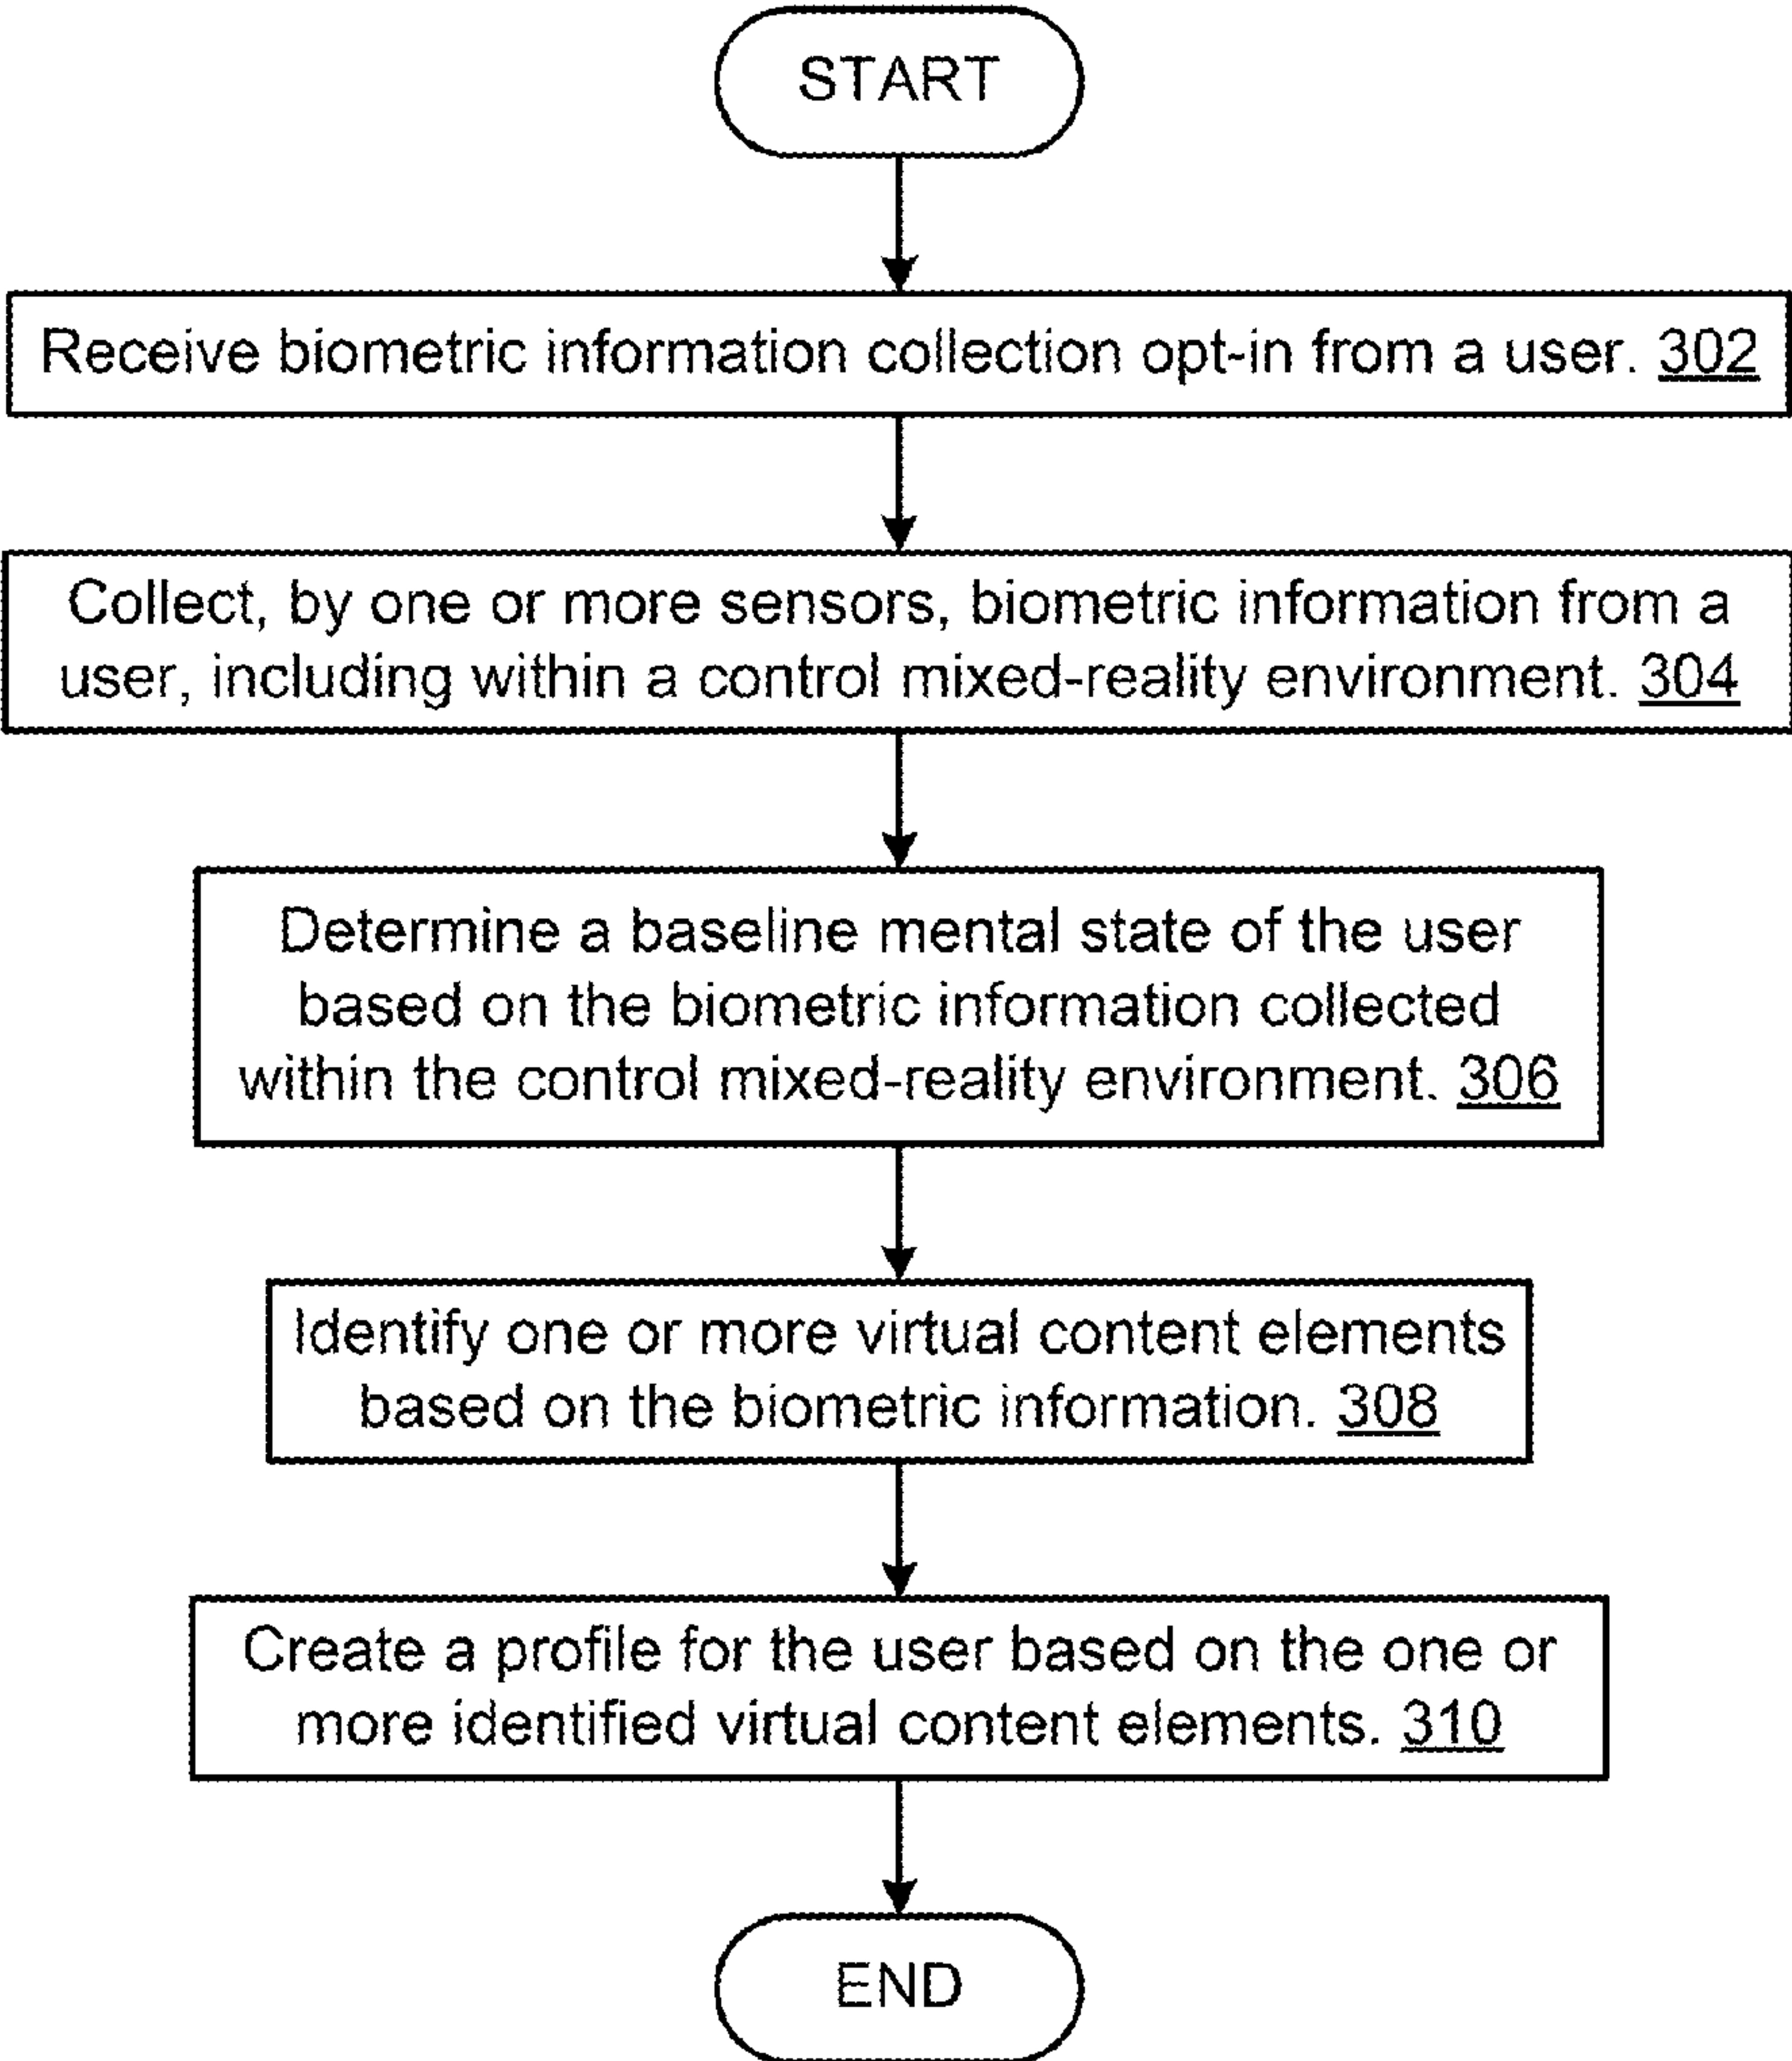 START
Receive biometric information collection opt-in from a user. 302
Collect, by one or more sensors, biometric information from a
user, including within a control mixed-reality environment. 304
Determine a baseline mental state of the user
based on the biometric information collected
within the control mixed-reality environment. 306
Identify one or more virtual content elements
based on the biometric information. 308
Create a profile for the user based on the one or
more identified virtual content elements. 310
END